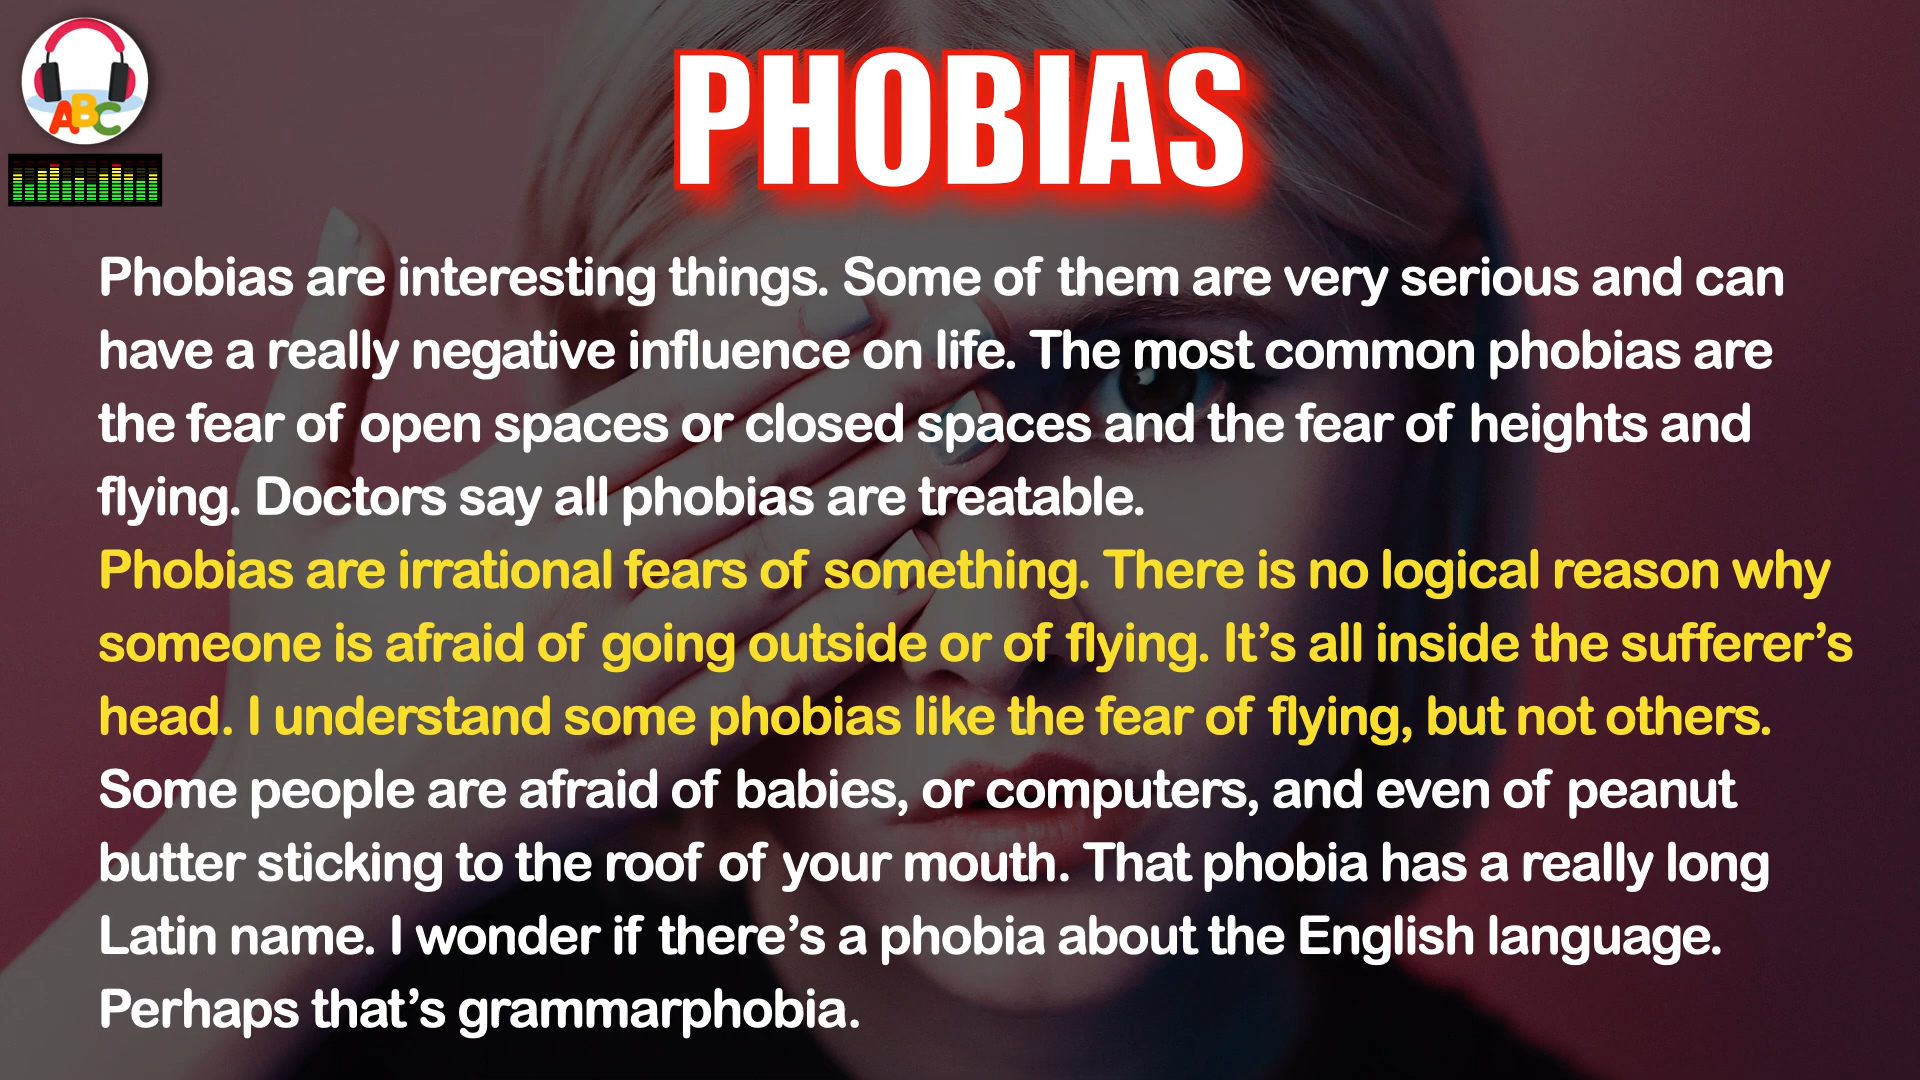 ABC
PHOBIAS
Phobias are interesting things. Some of them are very serious and can
have a really negative influence on life. The most common phobias are
the fear of open spaces or closed spaces and the fear of heights and
flying. Doctors say all phobias are treatable.
Phobias are irrational fears of something. There is no logical reason why
someone is afraid of going outside or of flying. It’s all inside the sufferer’s
head. I understand some phobias like the fear of flying, but not others.
Some people are afraid of babies, or computers, and even of peanut
butter sticking to the roof of your mouth. That phobia has a really long
Latin name. I wonder if there’s a phobia about the English language.
Perhaps that’s grammarphobia.